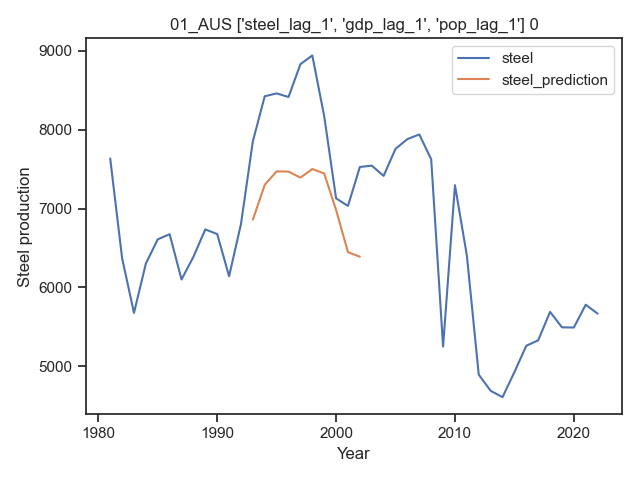 01_AUS ['steel_lag_1', 'gdp_lag_1', 'pop_lag_1'] 0
steel
steel_prediction
9000
8000
7000
6000
5000
Steel production
1980
1990
2000
2010
2020
Year